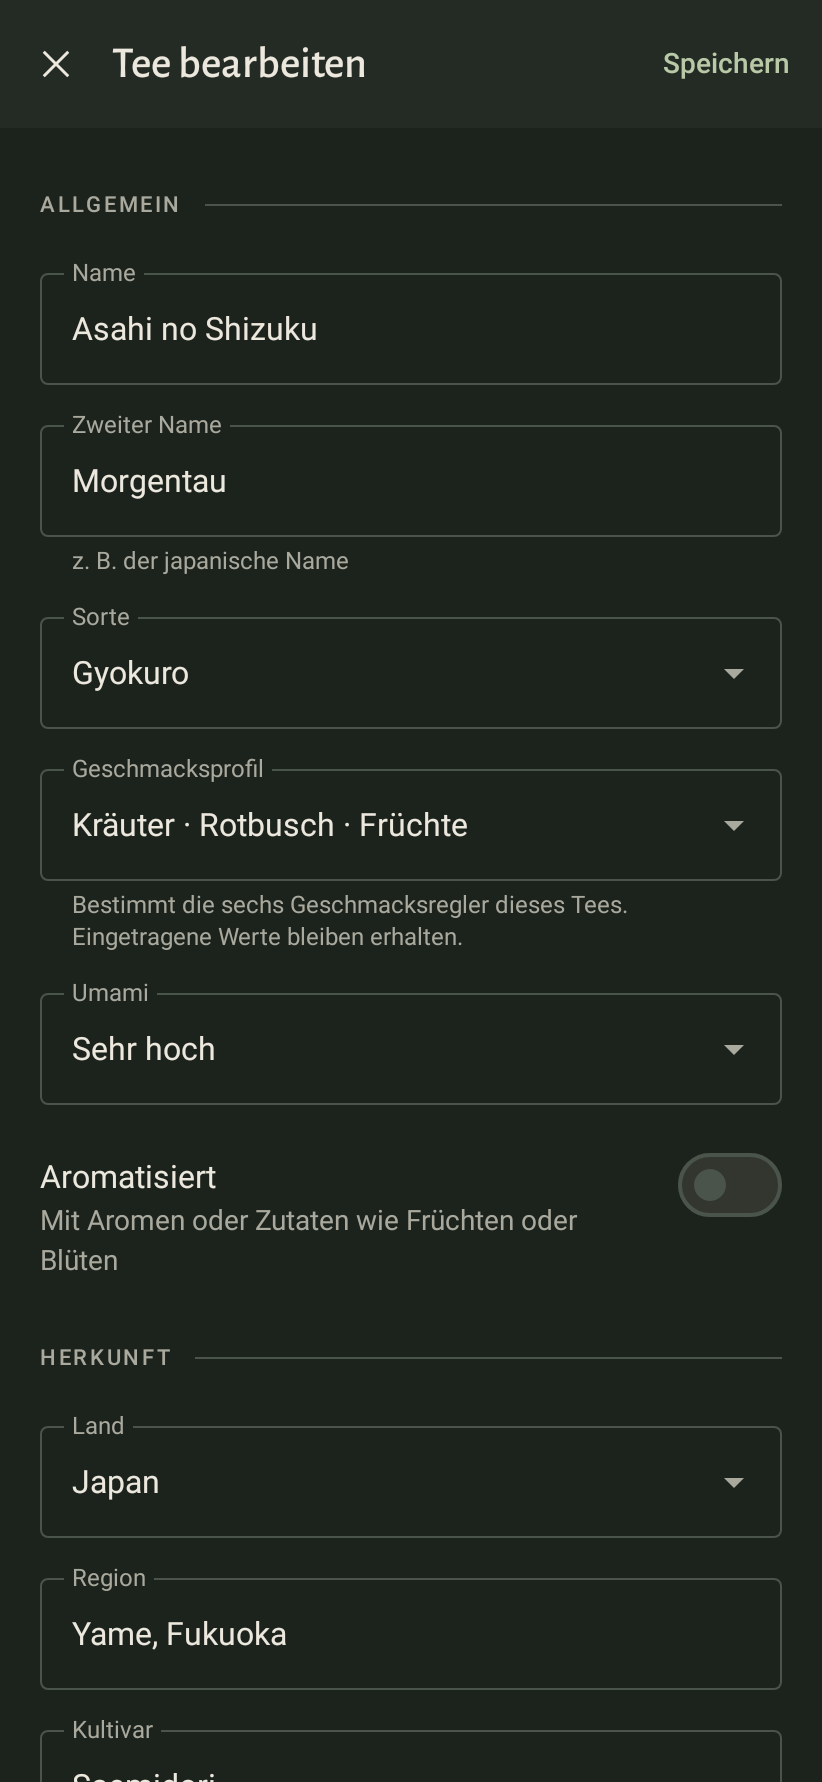 Tee bearbeiten
Speichern
ALLGEMEIN
Name
Asahi no Shizuku
Zweiter Name
Morgentau
z. B. der japanische Name
Sorte
Gyokuro
Geschmacksprofil
Kräuter · Rotbusch · Früchte
Bestimmt die sechs Geschmacksregler dieses Tees.
Eingetragene Werte bleiben erhalten.
Umami
Sehr hoch
Aromatisiert
Mit Aromen oder Zutaten wie Früchten oder
Blüten
HERKUNFT
Land
Japan
Region
Yame, Fukuoka
Kultivar